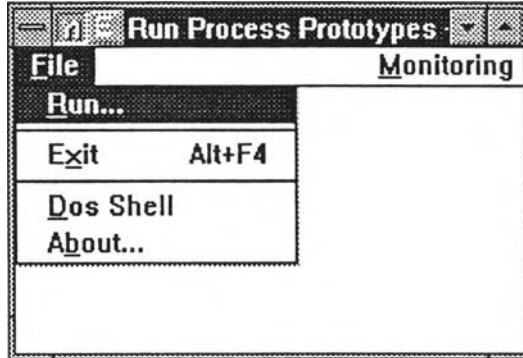 Run Process Prototypes -
File Monitoring
Run...
Exit Alt+F4
Dos Shell
About...